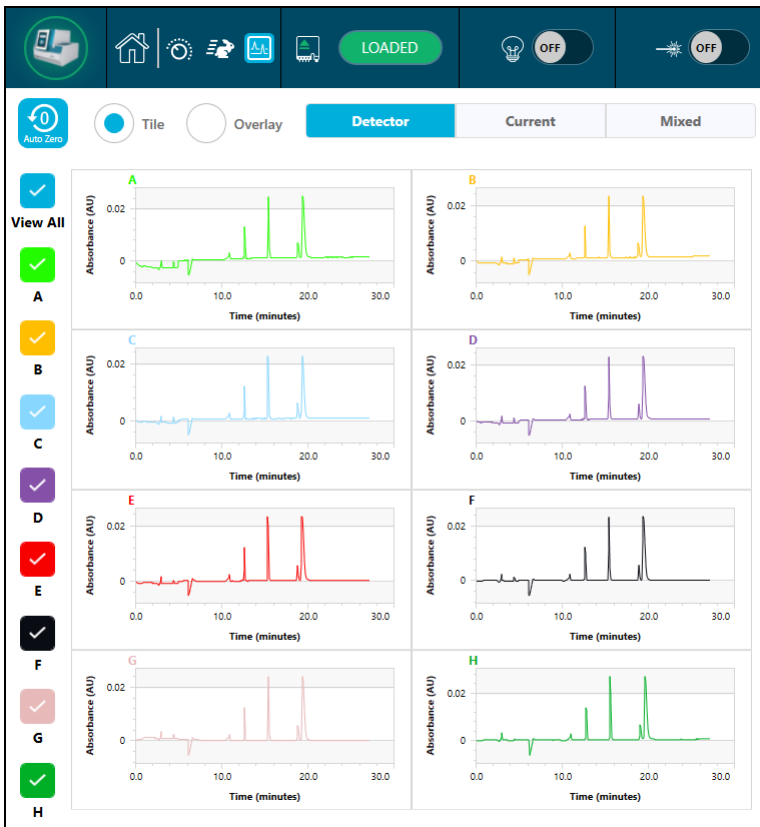 LOADED
OFF
OFF
0
Auto Zero
Tile
Overlay
Detector
Current
Mixed
View All
A
B
C
D
E
F
G
H
A
Absorbance (AU)
0.02
0
0.0 10.0 20.0 30.0
Time (minutes)
B
Absorbance (AU)
0.02
0
0.0 10.0 20.0 30.0
Time (minutes)
C
Absorbance (AU)
0.02
0
0.0 10.0 20.0 30.0
Time (minutes)
D
Absorbance (AU)
0.02
0
0.0 10.0 20.0 30.0
Time (minutes)
E
Absorbance (AU)
0.02
0
0.0 10.0 20.0 30.0
Time (minutes)
F
Absorbance (AU)
0.02
0
0.0 10.0 20.0 30.0
Time (minutes)
G
Absorbance (AU)
0.02
0
0.0 10.0 20.0 30.0
Time (minutes)
H
Absorbance (AU)
0.02
0
0.0 10.0 20.0 30.0
Time (minutes)